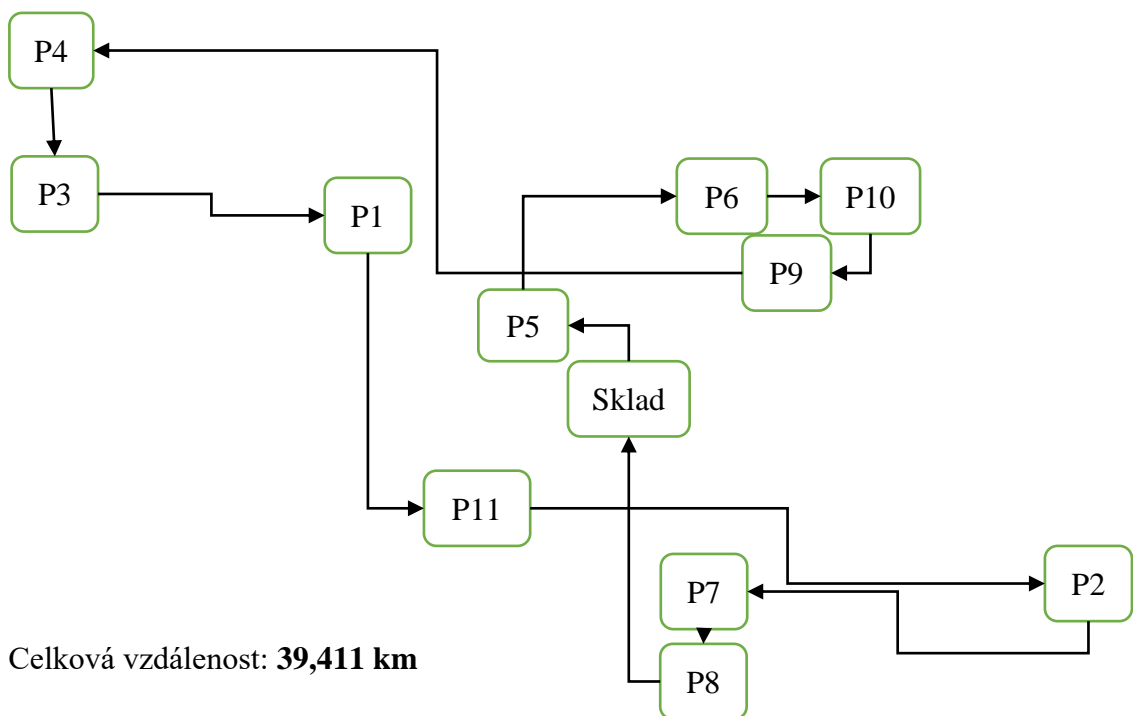 P4
P3
P1
P6
P10
P9
P5
Sklad
P11
P7
P2
P8
Celková vzdálenost: 39,411 km